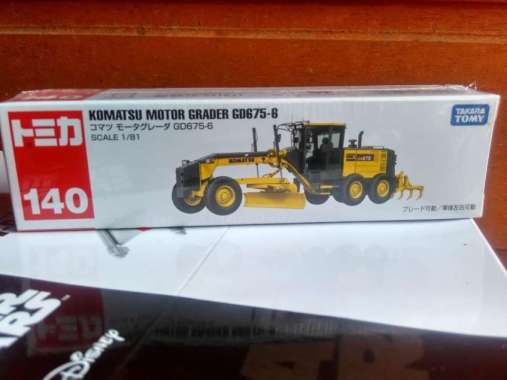 トミカ
140
KOMATSU MOTOR GRADER GD675-6
コマツ モータグレーダ GD675-6
SCALE 1/81
TAKARA TOMY
KOMATSU
ブレード可動/車体左右可動
Disney